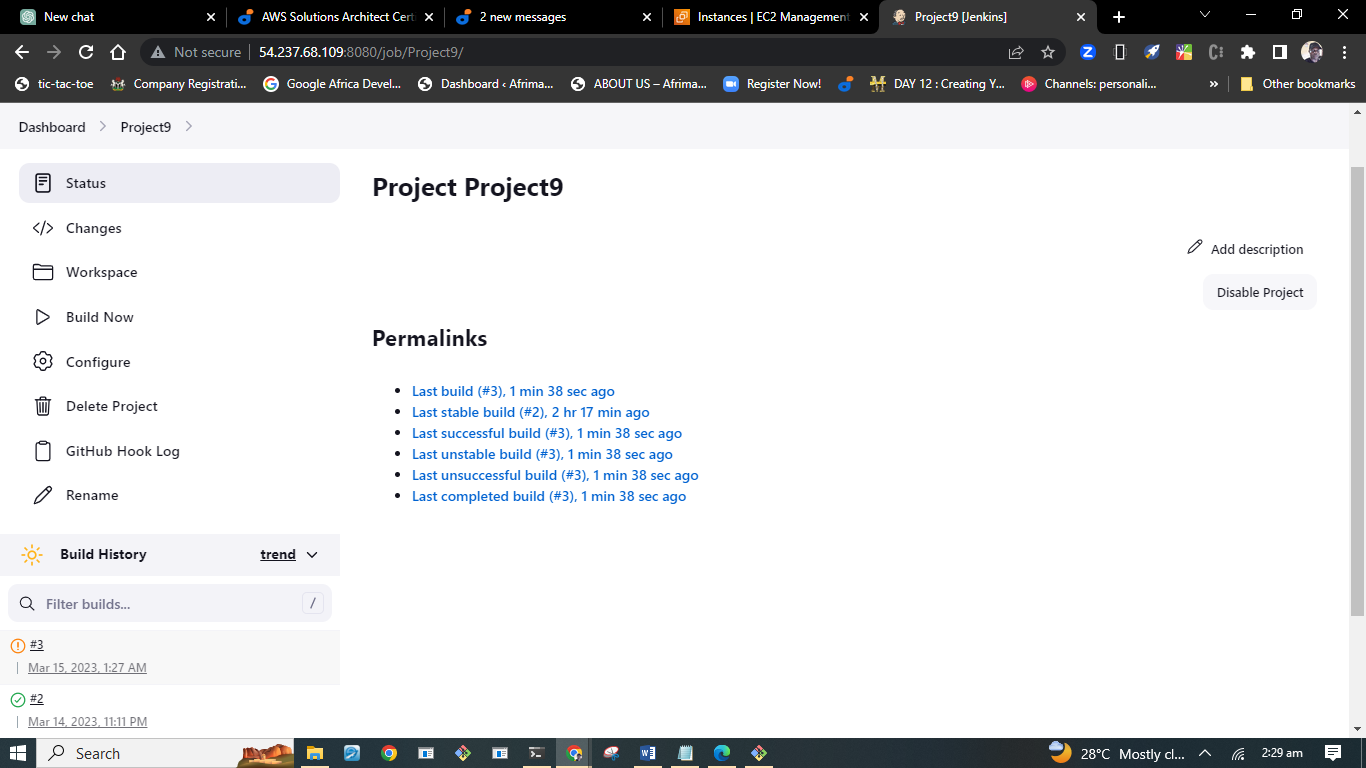 New chat
AWS Solutions Architect Cert
2 new messages
Instances | EC2 Management
Project9 [Jenkins]
Not secure
54.237.68.109:8080/job/Project9/
tic-tac-toe
Company Registrati...
Google Africa Devel...
Dashboard ‹ Afrima...
ABOUT US – Afrima...
Register Now!
DAY 12 : Creating Y...
Channels: personali...
»
Other bookmarks
Dashboard
Project9
Status
Changes
Workspace
Build Now
Configure
Delete Project
GitHub Hook Log
Rename
Build History
trend
Filter builds...
/
#3
Mar 15, 2023, 1:27 AM
#2
Mar 14, 2023, 11:11 PM
Project Project9
Add description
Disable Project
Permalinks
Last build (#3), 1 min 38 sec ago
Last stable build (#2), 2 hr 17 min ago
Last successful build (#3), 1 min 38 sec ago
Last unstable build (#3), 1 min 38 sec ago
Last unsuccessful build (#3), 1 min 38 sec ago
Last completed build (#3), 1 min 38 sec ago
Search
28°C Mostly cl...
2:29 am